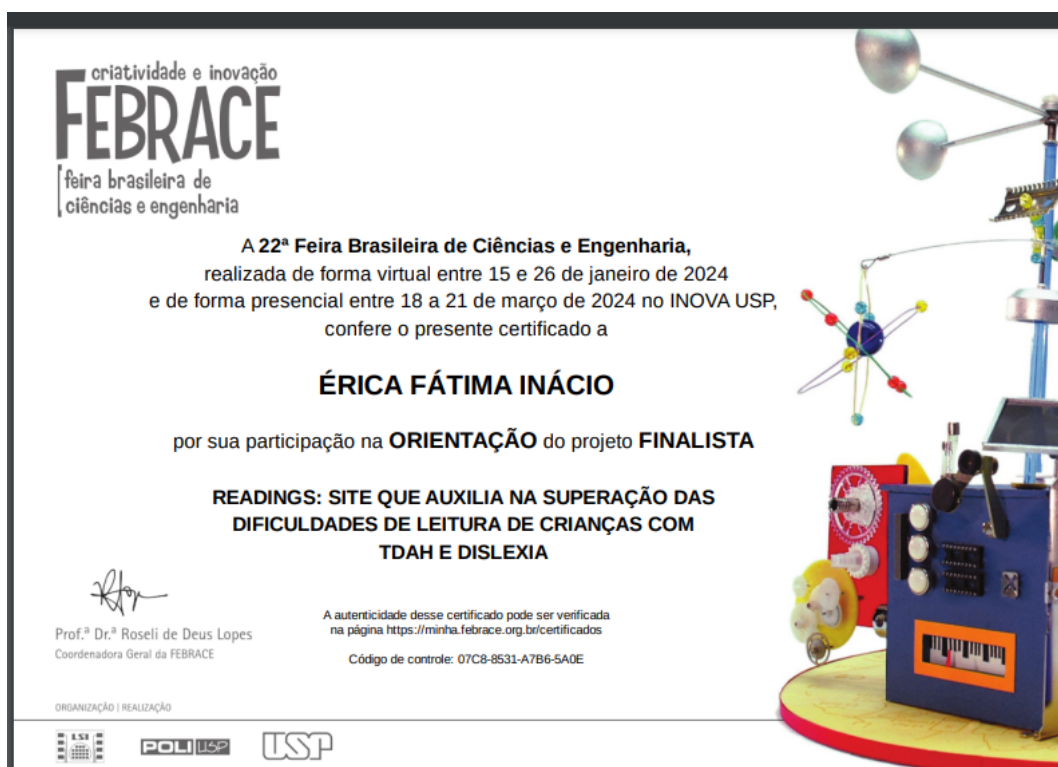 criatividade e inovação
FEBRACE
feira brasileira de
ciências e engenharia
A 22ª Feira Brasileira de Ciências e Engenharia,
realizada de forma virtual entre 15 e 26 de janeiro de 2024
e de forma presencial entre 18 a 21 de março de 2024 no INOVA USP,
confere o presente certificado a
ÉRICA FÁTIMA INÁCIO
por sua participação na ORIENTAÇÃO do projeto FINALISTA
READINGS: SITE QUE AUXILIA NA SUPERAÇÃO DAS
DIFICULDADES DE LEITURA DE CRIANÇAS COM
TDAH E DISLEXIA
Prof.ª Dr.ª Roseli de Deus Lopes
Coordenadora Geral da FEBRACE
A autenticidade desse certificado pode ser verificada
na página https://minha.febrace.org.br/certificados
Código de controle: 07C8-8531-A7B6-5A0E
ORGANIZAÇÃO | REALIZAÇÃO
LSI
POLI USP
USP